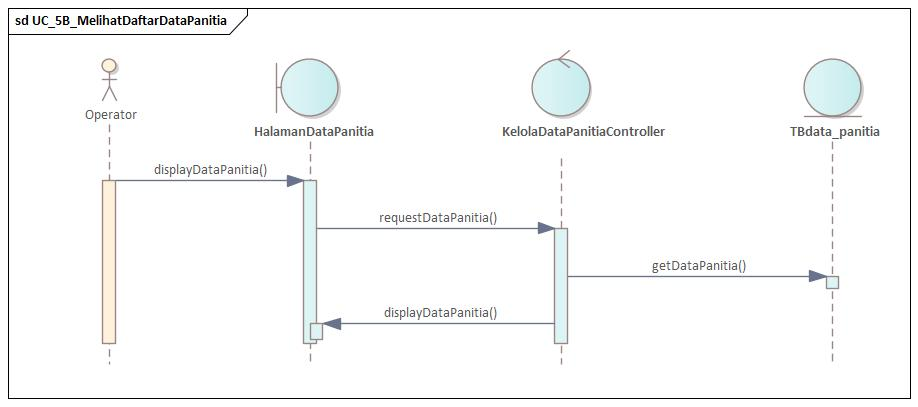 sd UC_5B_MelihatDaftarDataPanitia
Operator
HalamanDataPanitia
KelolaDataPanitiaController
TBdata_panitia
displayDataPanitia()
requestDataPanitia()
getDataPanitia()
displayDataPanitia()